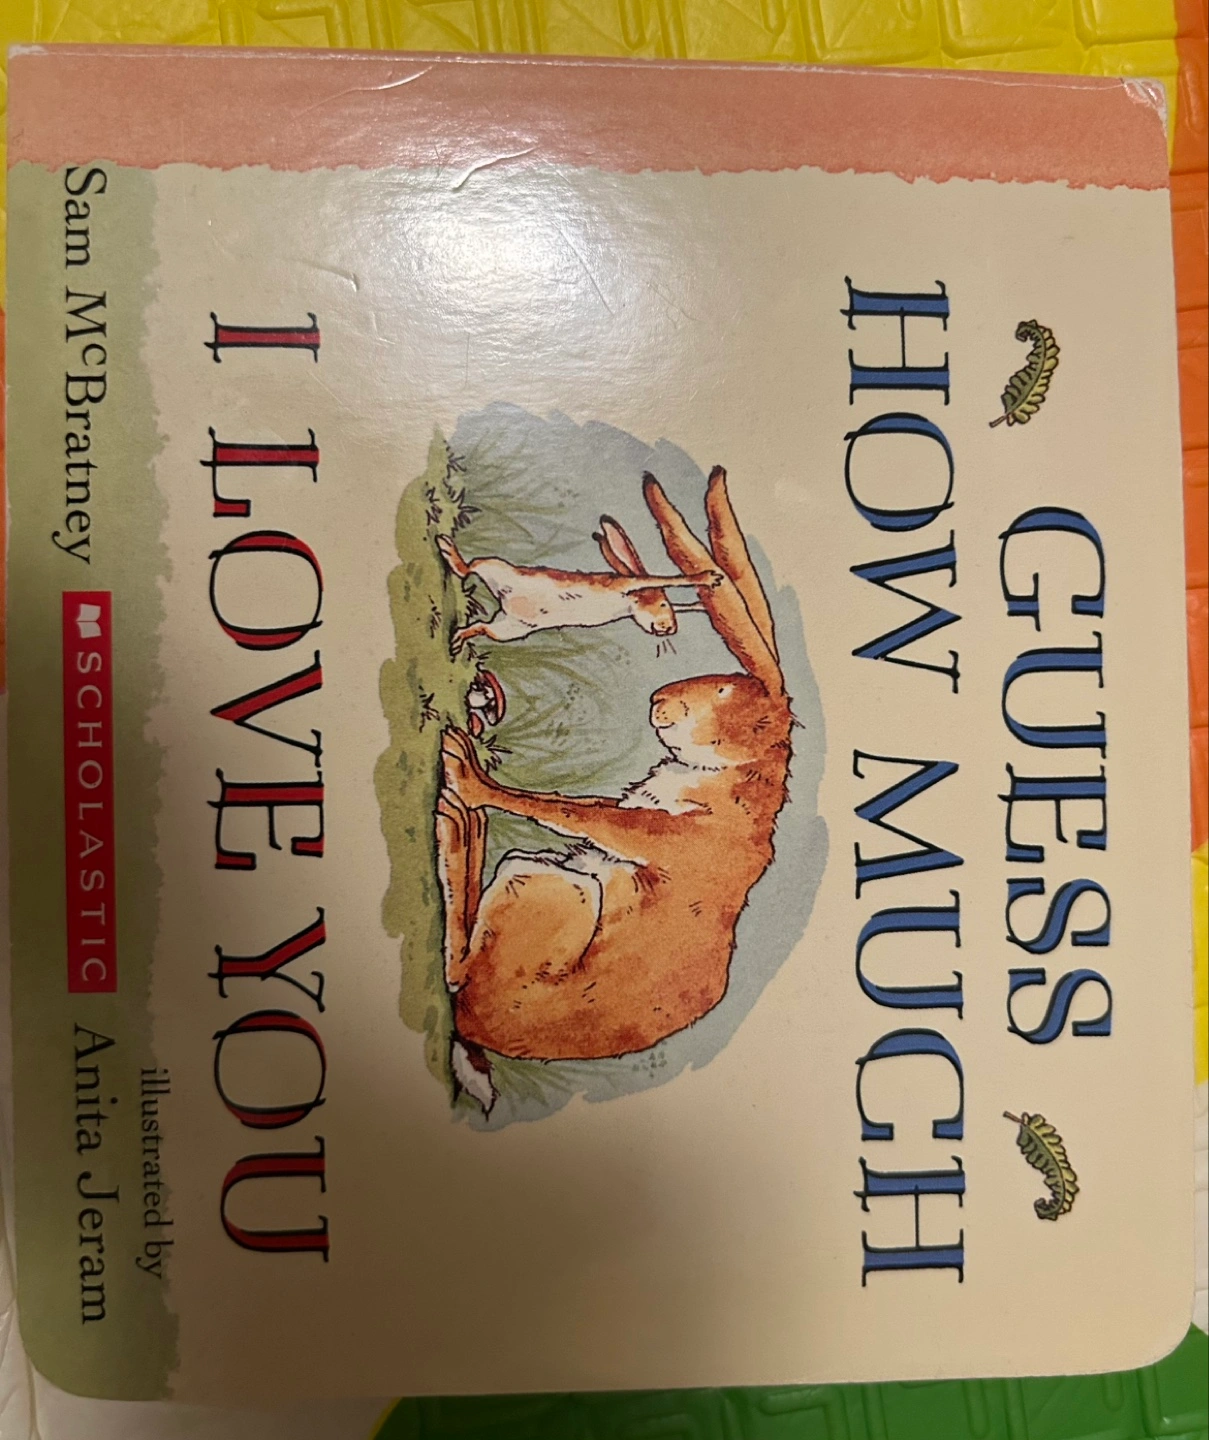 GUESS
HOW MUCH
I LOVE YOU
illustrated by
Sam McBratney SCHOLASTIC Anita Jeram